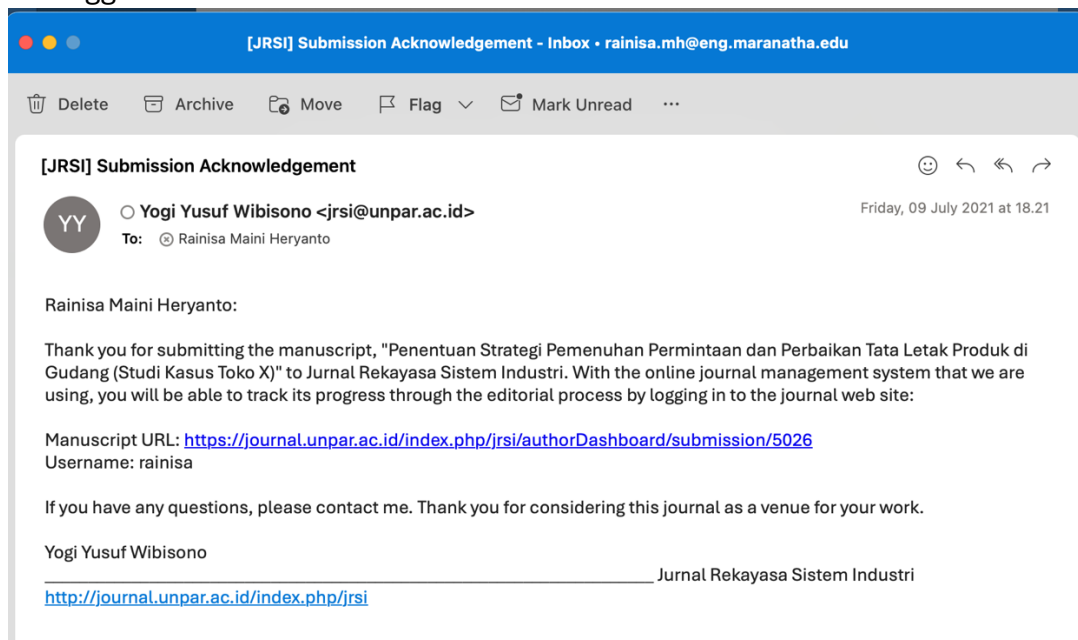 [JRSI] Submission Acknowledgement - Inbox • rainisa.mh@eng.maranatha.edu
Delete Archive Move Flag Mark Unread ...
[JRSI] Submission Acknowledgement
YY
Yogi Yusuf Wibisono <jrsi@unpar.ac.id>
Friday, 09 July 2021 at 18.21
To: Rainisa Maini Heryanto
Rainisa Maini Heryanto:
Thank you for submitting the manuscript, "Penentuan Strategi Pemenuhan Permintaan dan Perbaikan Tata Letak Produk di
Gudang (Studi Kasus Toko X)" to Jurnal Rekayasa Sistem Industri. With the online journal management system that we are
using, you will be able to track its progress through the editorial process by logging in to the journal web site:
Manuscript URL: https://journal.unpar.ac.id/index.php/jrsi/authorDashboard/submission/5026
Username: rainisa
If you have any questions, please contact me. Thank you for considering this journal as a venue for your work.
Yogi Yusuf Wibisono
Jurnal Rekayasa Sistem Industri
http://journal.unpar.ac.id/index.php/jrsi